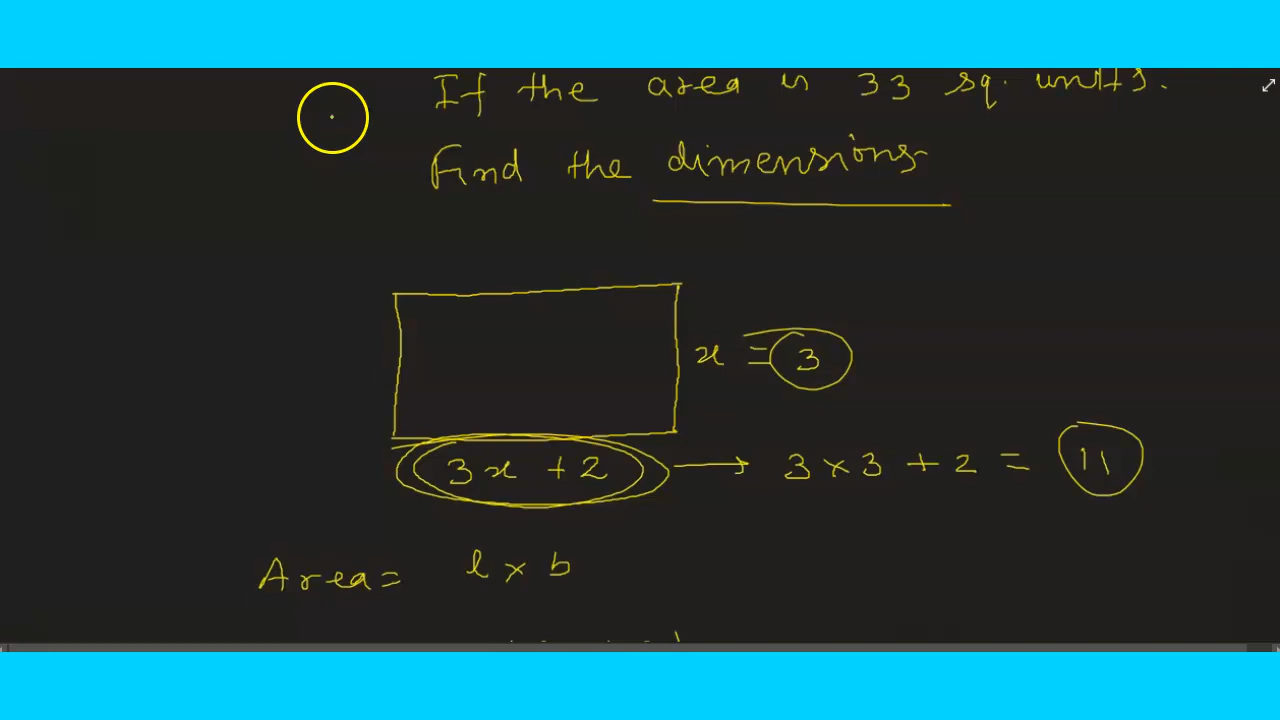 If the area is 33 sq. units.
Find the dimensions
x = 3
3x + 2 → 3 × 3 + 2 = 11
Area = l × b